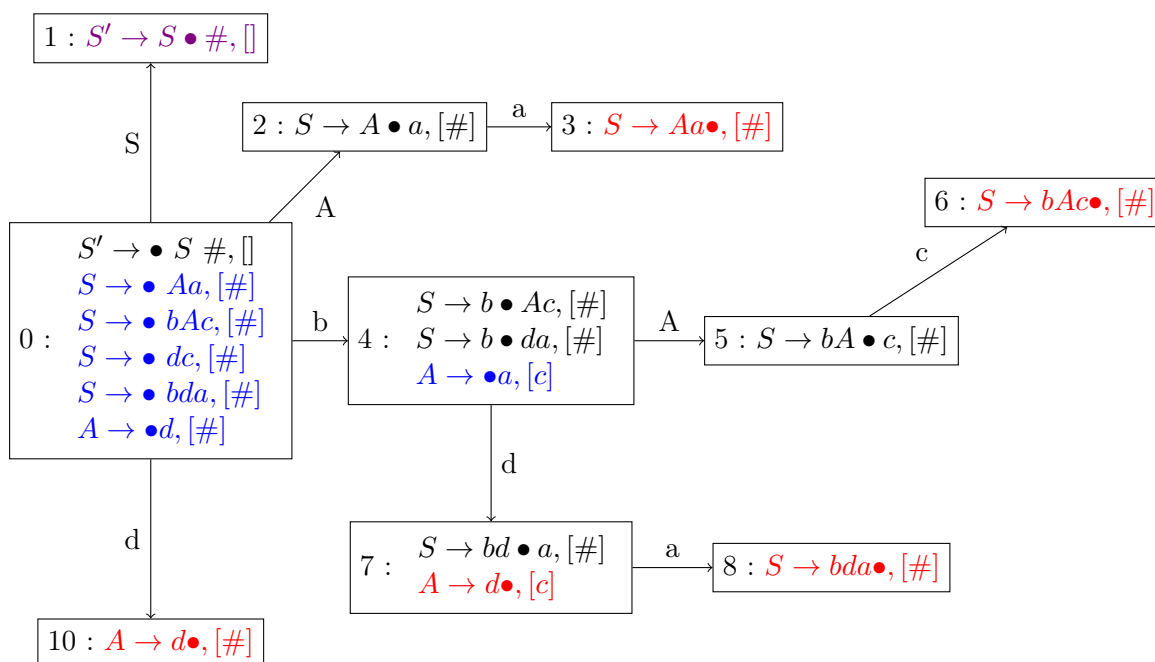 1 : S′ → S • #, []
2 : S → A • a, [#]
a
3 : S → Aa•, [#]
S
A
6 : S → bAc•, [#]
c
0 :
S′ → • S #, []
S → • Aa, [#]
S → • bAc, [#]
S → • dc, [#]
S → • bda, [#]
A → •d, [#]
b
4 :
S → b • Ac, [#]
S → b • da, [#]
A → •a, [c]
A
5 : S → bA • c, [#]
d
d
7 :
S → bd • a, [#]
A → d•, [c]
a
8 : S → bda•, [#]
10 : A → d•, [#]